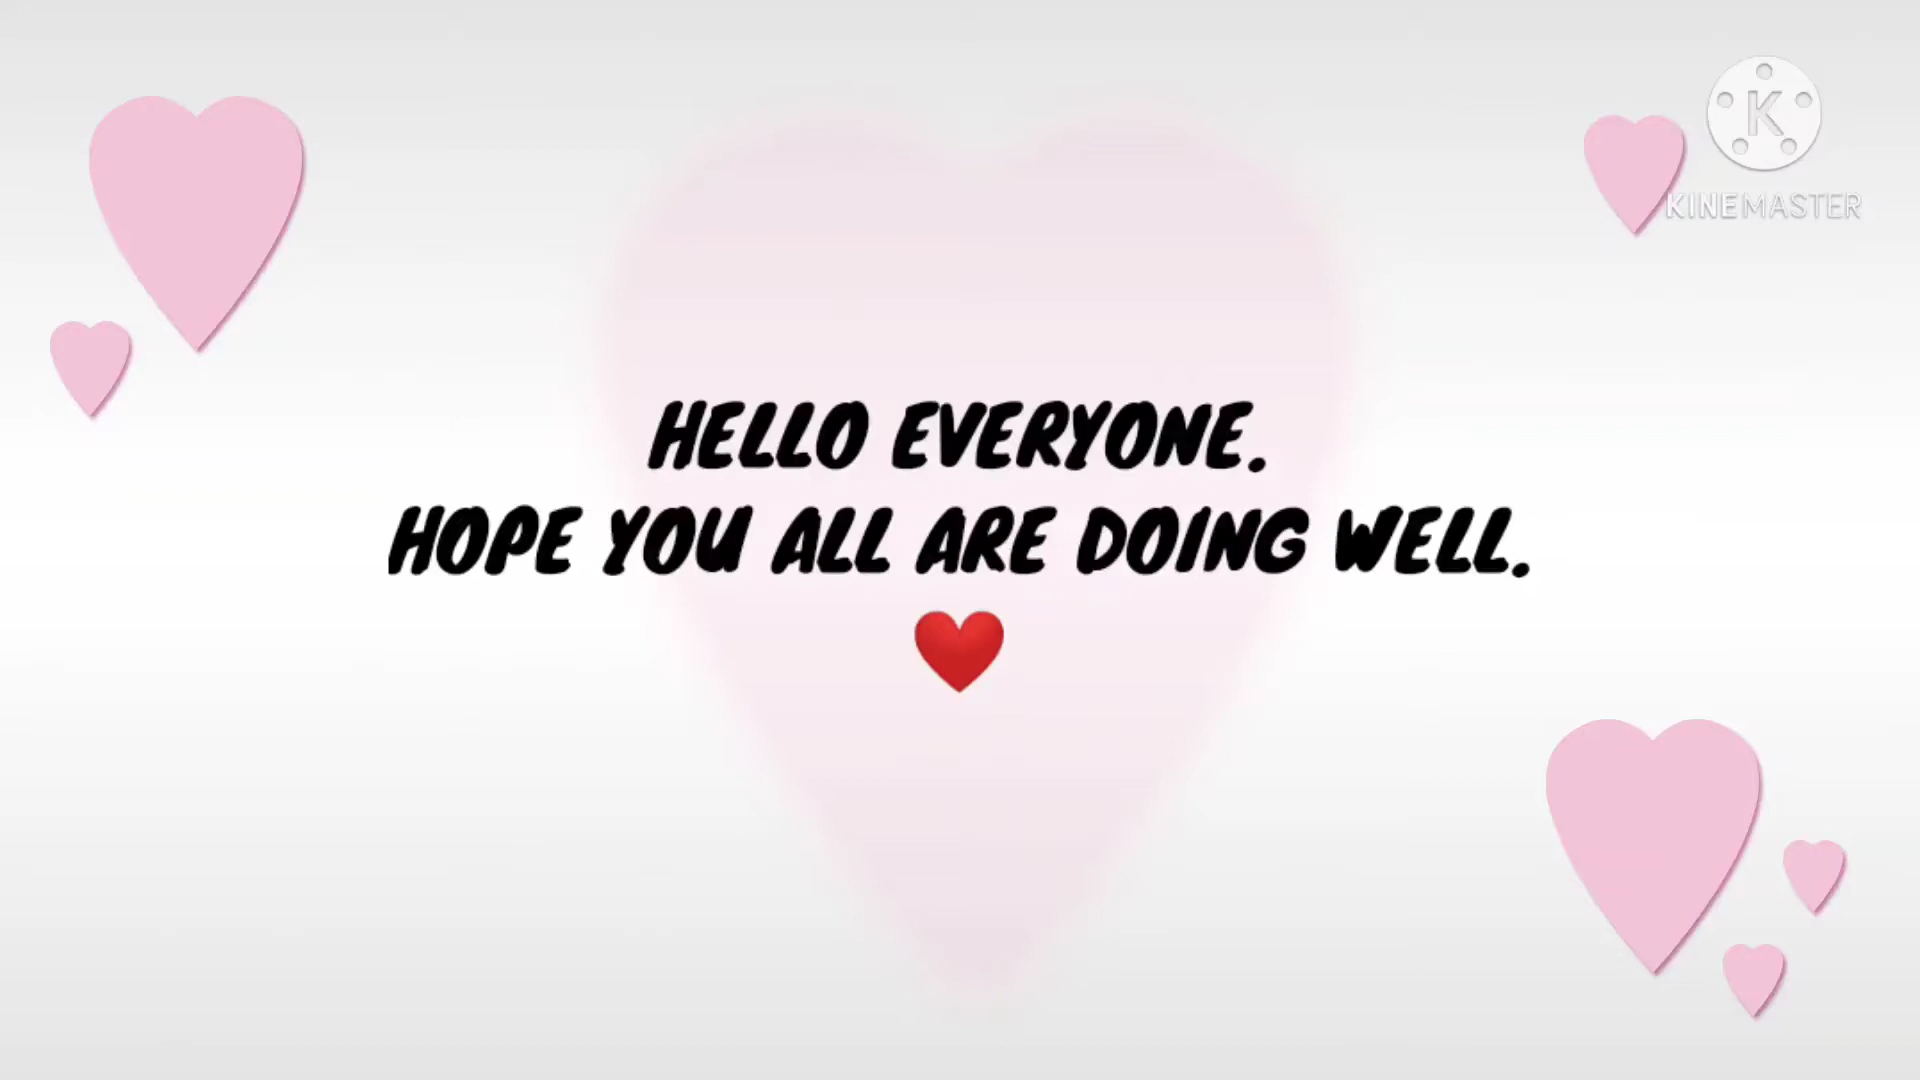 K
KINEMASTER
HELLO EVERYONE.
HOPE YOU ALL ARE DOING WELL.
❤️